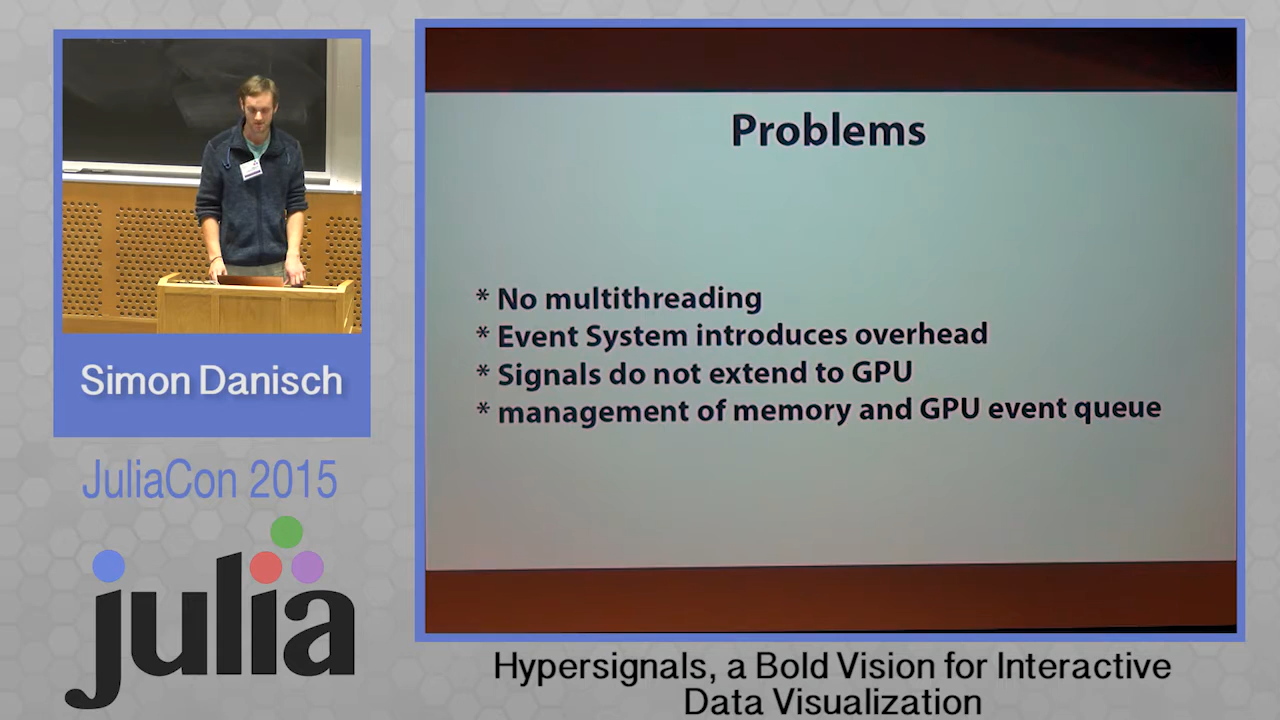 Simon Danisch
JuliaCon 2015
julia
Problems
* No multithreading
* Event System introduces overhead
* Signals do not extend to GPU
* management of memory and GPU event queue
Hypersignals, a Bold Vision for Interactive
Data Visualization